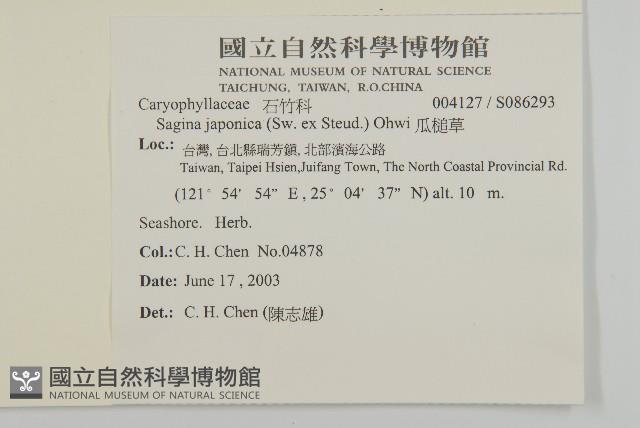 國立自然科學博物館
NATIONAL MUSEUM OF NATURAL SCIENCE
TAICHUNG, TAIWAN, R.O.CHINA
Caryophyllaceae 石竹科 004127 / S086293
Sagina japonica (Sw. ex Steud.) Ohwi 瓜槌草
Loc.: 台灣, 台北縣瑞芳鎮, 北部濱海公路
Taiwan, Taipei Hsien,Juifang Town, The North Coastal Provincial Rd.
(121° 54' 54" E , 25° 04' 37" N) alt. 10 m.
Seashore. Herb.
Col.: C. H. Chen No.04878
Date: June 17 , 2003
Det.: C. H. Chen (陳志雄)
國立自然科學博物館
NATIONAL MUSEUM OF NATURAL SCIENCE